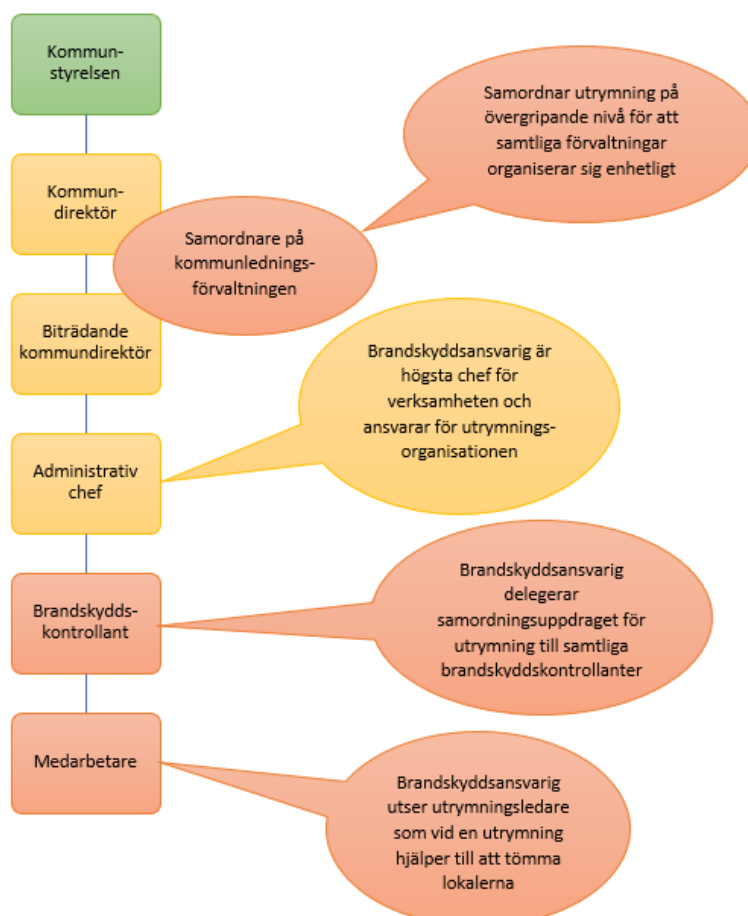 Kommun-
styrelsen
Samordnar utrymning på
övergripande nivå för att
samtliga förvaltningar
organiserar sig enhetligt
Kommun-
direktör
Samordnare på
kommunlednings-
förvaltningen
Biträdande
kommundirektör
Brandskyddsansvarig är
högsta chef för
verksamheten och
ansvarar för utrymnings-
organisationen
Administrativ
chef
Brandskydds-
kontrollant
Brandskyddsansvarig
delegerar
samordningsuppdraget för
utrymning till samtliga
brandskyddskontrollanter
Medarbetare
Brandskyddsansvarig
utser utrymningsledare
som vid en utrymning
hjälper till att tömma
lokalerna